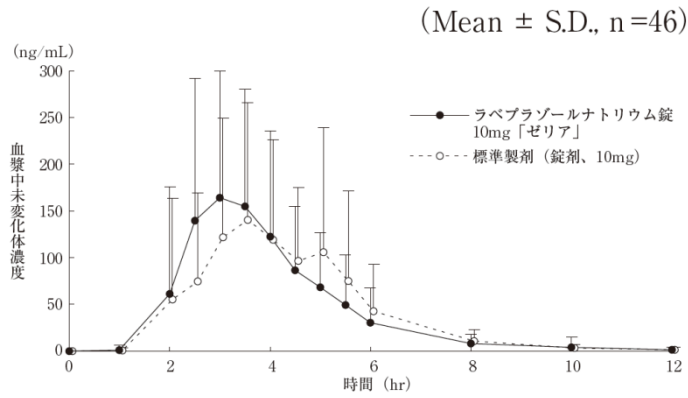 (Mean ± S.D., n=46)
(ng/mL)
300
250
200
150
100
50
0
血漿中未変化体濃度
ラベプラゾールナトリウム錠
10mg「ゼリア」
標準製剤(錠剤、10mg)
0 2 4 6 8 10 12
時間(hr)